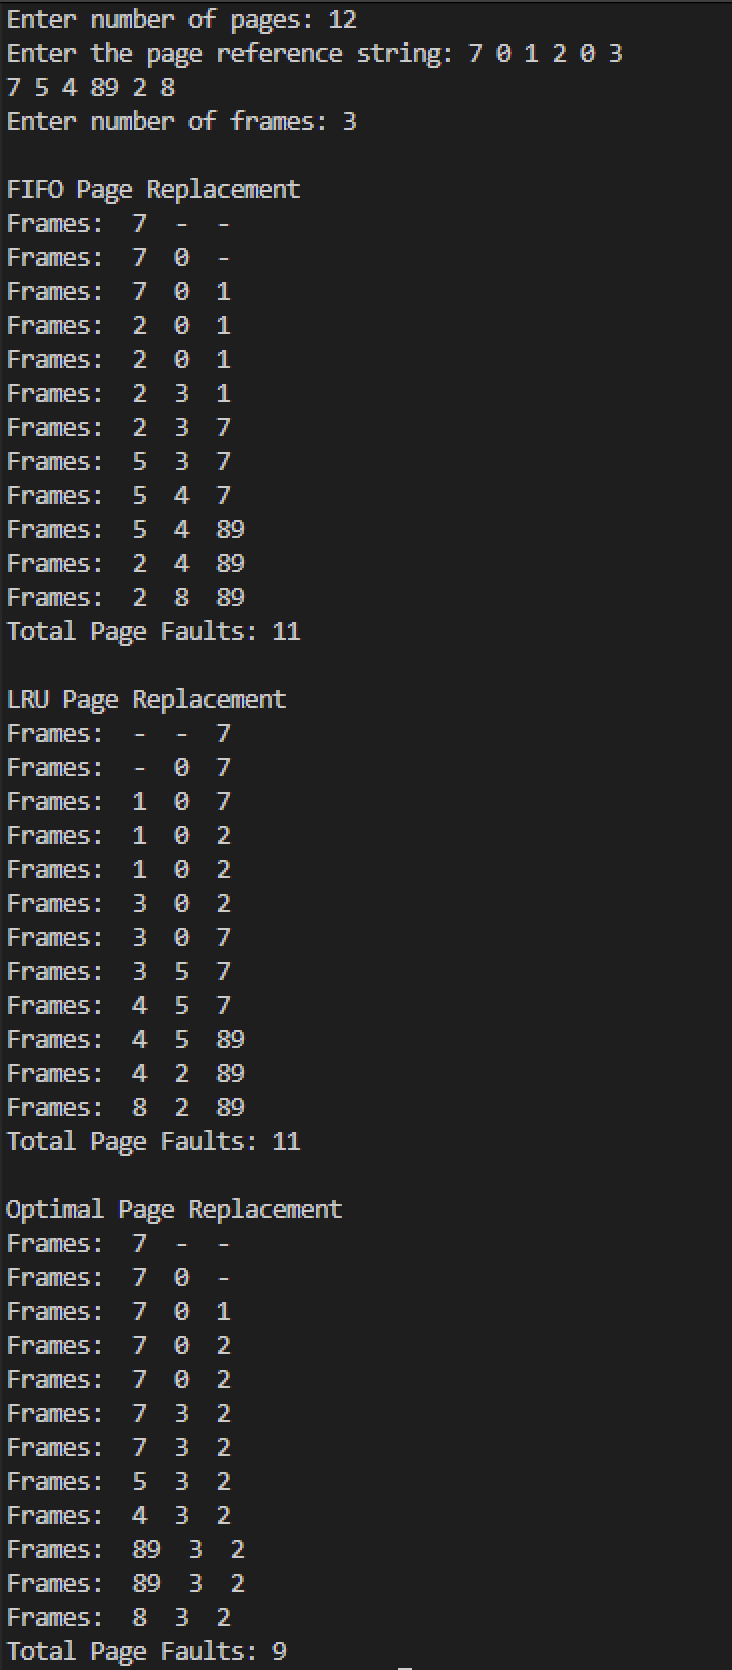 Enter number of pages: 12
Enter the page reference string: 7 0 1 2 0 3
7 5 4 89 2 8
Enter number of frames: 3

FIFO Page Replacement
Frames:  7  -  -
Frames:  7  0  -
Frames:  7  0  1
Frames:  2  0  1
Frames:  2  0  1
Frames:  2  3  1
Frames:  2  3  7
Frames:  5  3  7
Frames:  5  4  7
Frames:  5  4  89
Frames:  2  4  89
Frames:  2  8  89
Total Page Faults: 11

LRU Page Replacement
Frames:  -  -  7
Frames:  -  0  7
Frames:  1  0  7
Frames:  1  0  2
Frames:  1  0  2
Frames:  3  0  2
Frames:  3  0  7
Frames:  3  5  7
Frames:  4  5  7
Frames:  4  5  89
Frames:  4  2  89
Frames:  8  2  89
Total Page Faults: 11

Optimal Page Replacement
Frames:  7  -  -
Frames:  7  0  -
Frames:  7  0  1
Frames:  7  0  2
Frames:  7  0  2
Frames:  7  3  2
Frames:  7  3  2
Frames:  5  3  2
Frames:  4  3  2
Frames:  89  3  2
Frames:  89  3  2
Frames:  8  3  2
Total Page Faults: 9